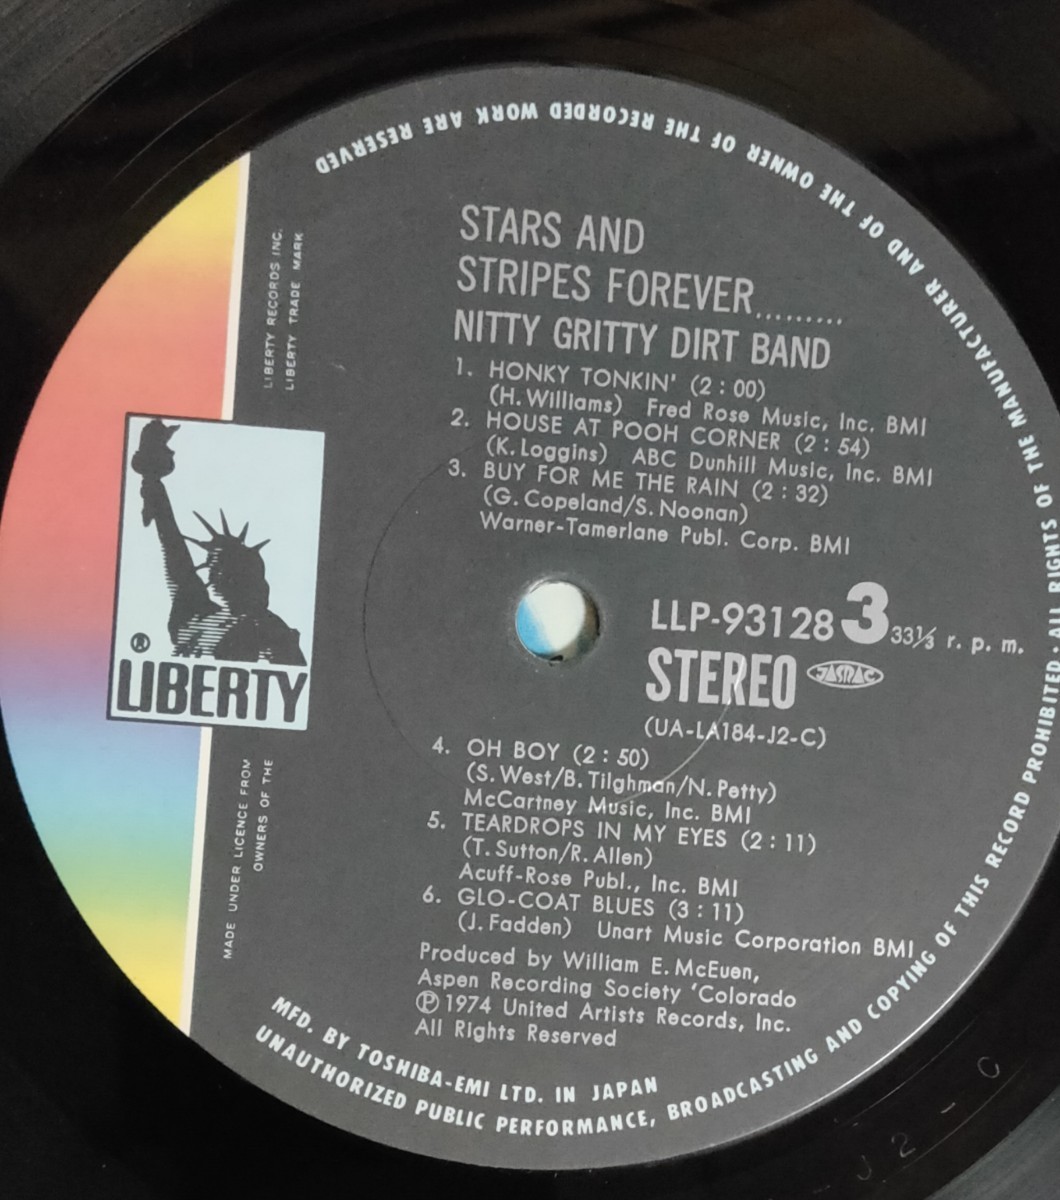 STARS AND
STRIPES FOREVER.........
NITTY GRITTY DIRT BAND
1. HONKY TONKIN' (2 : 00)
(H. Williams) Fred Rose Music, Inc. BMI
2. HOUSE AT POOH CORNER (2 : 54)
(K. Loggins) ABC Dunhill Music, Inc. BMI
3. BUY FOR ME THE RAIN (2 : 32)
(G. Copeland/S. Noonan)
Warner-Tamerlane Publ. Corp. BMI
LLP-93128 3 33⅓ r. p. m.
STEREO JASRAC
(UA-LA184-J2-C)
4. OH BOY (2 : 50)
(S. West/B. Tilghman/N. Petty)
McCartney Music, Inc. BMI
5. TEARDROPS IN MY EYES (2 : 11)
(T. Sutton/R. Allen)
Acuff-Rose Publ., Inc. BMI
6. GLO-COAT BLUES (3 : 11)
(J. Fadden) Unart Music Corporation BMI
Produced by William E. McEuen,
Aspen Recording Society 'Colorado
℗ 1974 United Artists Records, Inc.
All Rights Reserved
LIBERTY RECORDS INC.
LIBERTY TRADE MARK
®
LIBERTY
MADE UNDER LICENCE FROM
OWNERS OF THE
MFD. BY TOSHIBA-EMI LTD. IN JAPAN
UNAUTHORIZED PUBLIC PERFORMANCE, BROADCASTING AND COPYING OF THIS RECORD PROHIBITED · ALL RIGHTS OF THE MANUFACTURER AND OF THE OWNER OF THE RECORDED WORK ARE RESERVED
J 2 - C